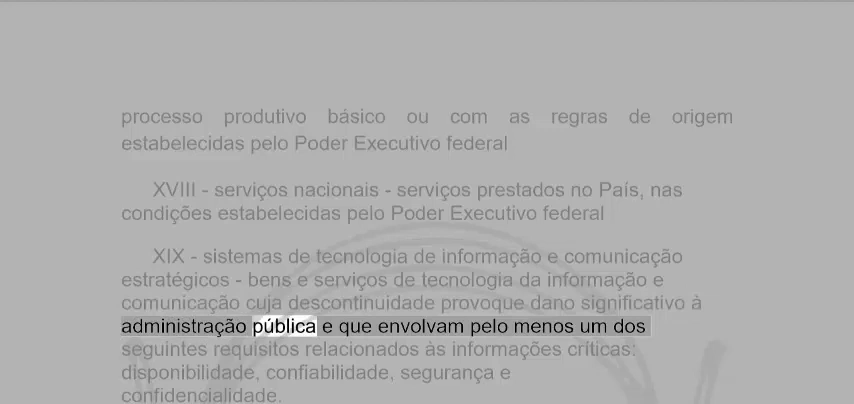 processo produtivo básico ou com as regras de origem
estabelecidas pelo Poder Executivo federal
XVIII - serviços nacionais - serviços prestados no País, nas
condições estabelecidas pelo Poder Executivo federal
XIX - sistemas de tecnologia de informação e comunicação
estratégicos - bens e serviços de tecnologia da informação e
comunicação cuja descontinuidade provoque dano significativo à
administração pública e que envolvam pelo menos um dos
seguintes requisitos relacionados às informações críticas:
disponibilidade, confiabilidade, segurança e
confidencialidade.